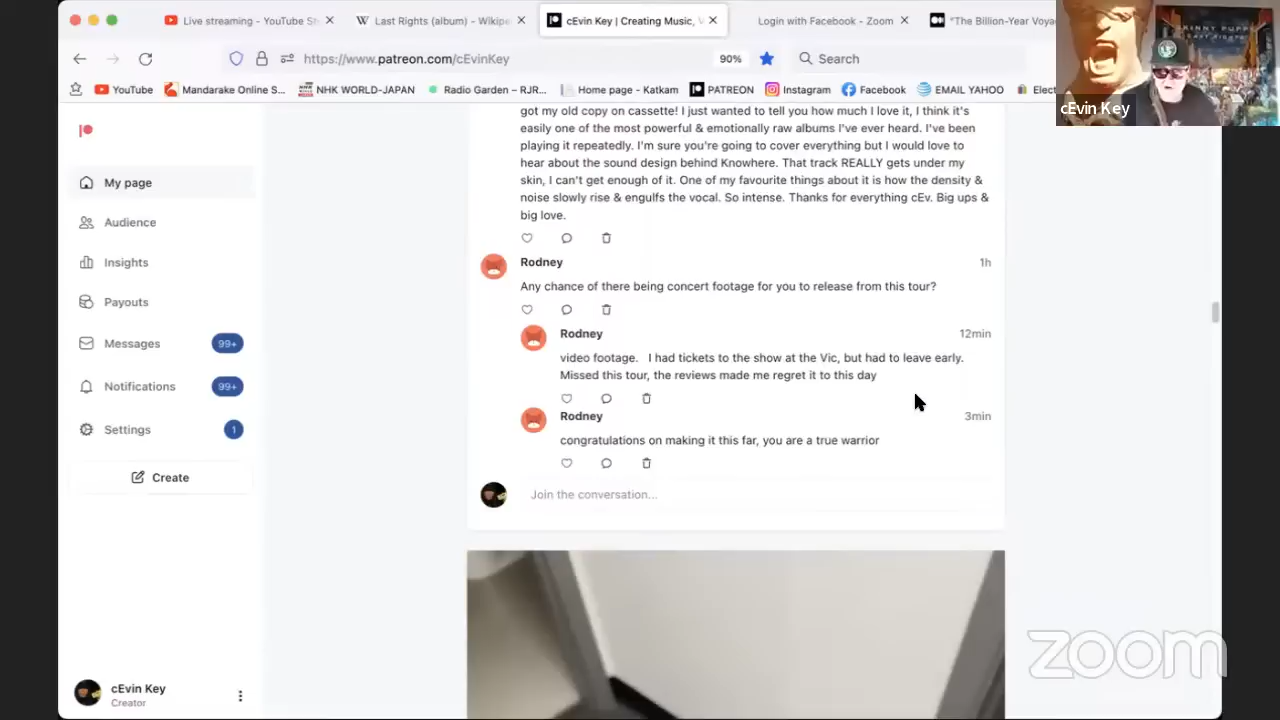 Live streaming - YouTube St
Last Rights (album) - Wikipe
cEvin Key | Creating Music, V
Login with Facebook - Zoom
"The Billion-Year Voya
https://www.patreon.com/cEvinKey
90%
Search
YouTube
Mandarake Online S...
NHK WORLD-JAPAN
Radio Garden – RJR...
Home page - Katkam
PATREON
Instagram
Facebook
EMAIL YAHOO
Elect
SKINNY PUPPY
LAST RIGHTS
cEvin Key
My page
Audience
Insights
Payouts
Messages
99+
Notifications
99+
Settings
1
Create
cEvin Key
Creator
got my old copy on cassette! I just wanted to tell you how much I love it, I think it's
easily one of the most powerful & emotionally raw albums I've ever heard. I've been
playing it repeatedly. I'm sure you're going to cover everything but I would love to
hear about the sound design behind Knowhere. That track REALLY gets under my
skin, I can't get enough of it. One of my favourite things about it is how the density &
noise slowly rise & engulfs the vocal. So intense. Thanks for everything cEv. Big ups &
big love.
Rodney
1h
Any chance of there being concert footage for you to release from this tour?
Rodney
12min
video footage. I had tickets to the show at the Vic, but had to leave early.
Missed this tour, the reviews made me regret it to this day
Rodney
3min
congratulations on making it this far, you are a true warrior
Join the conversation...
zoom